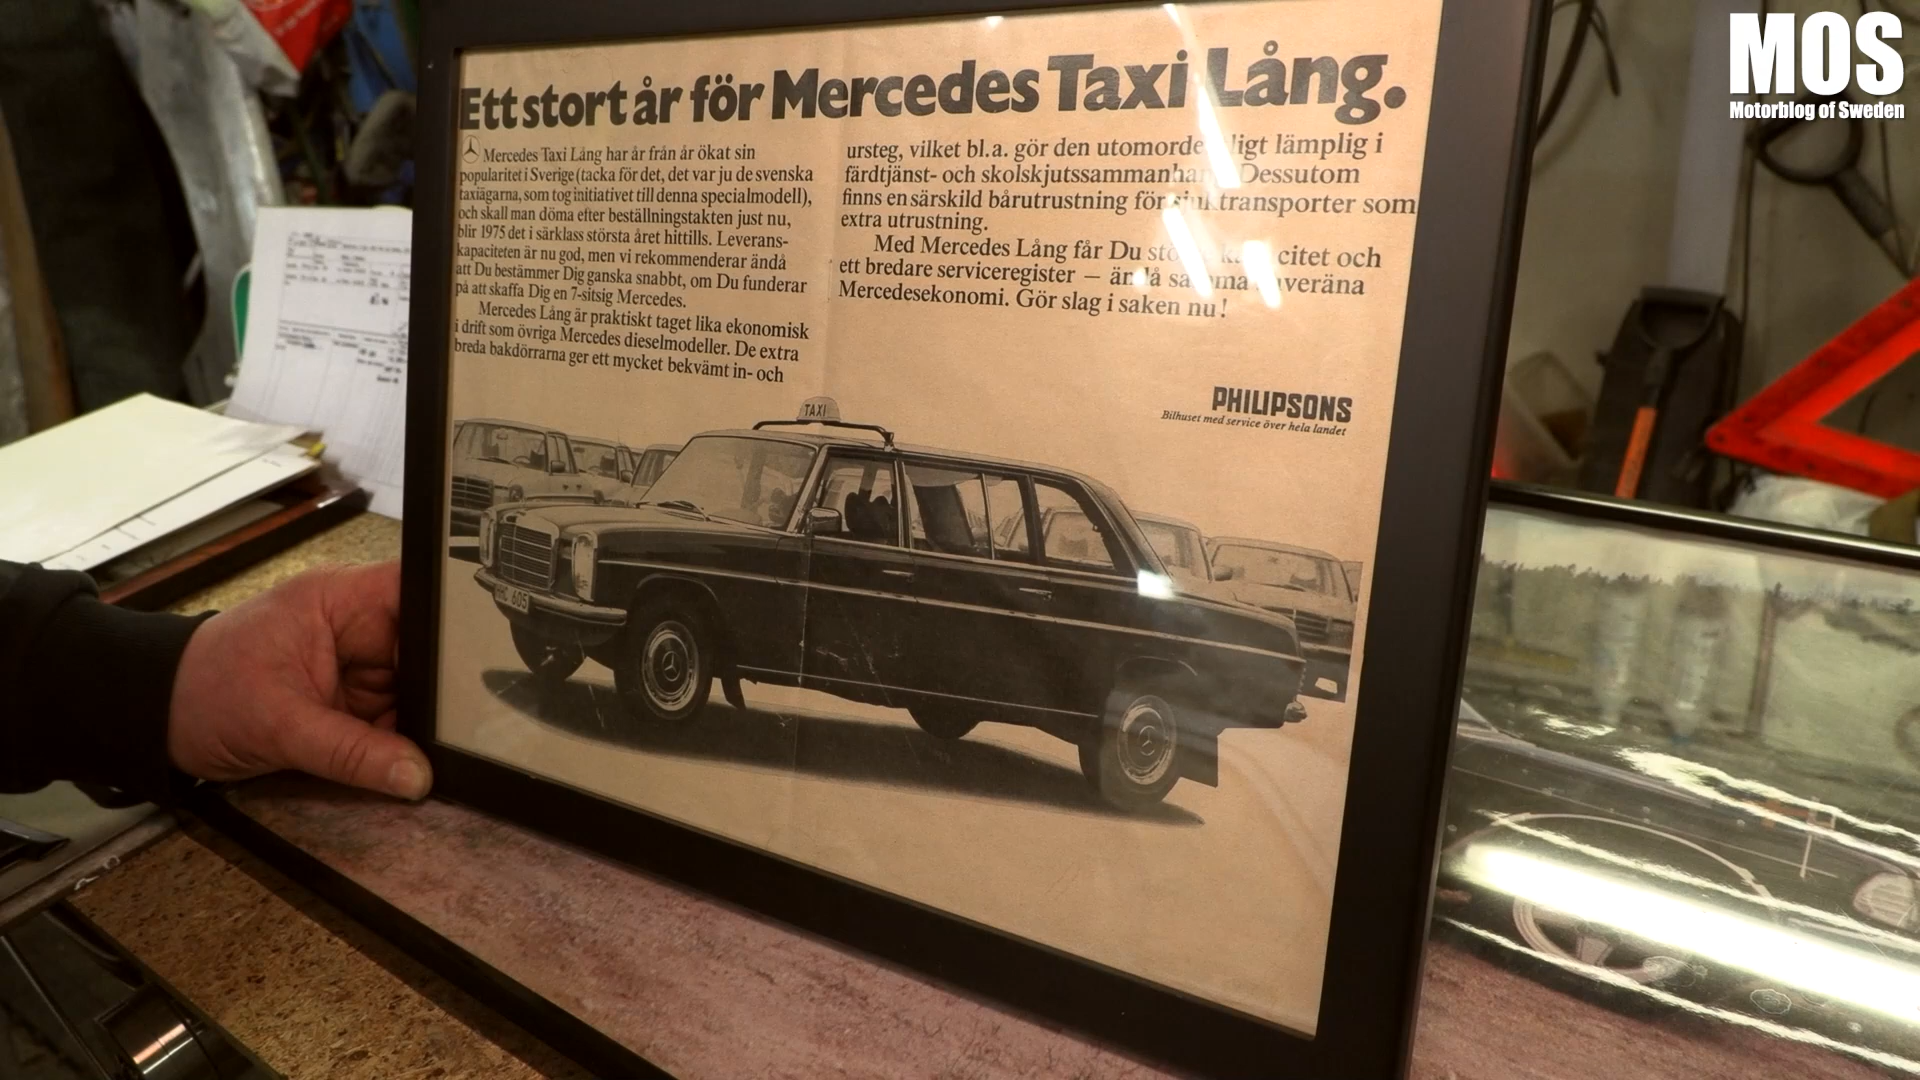 MOS
Motorblog of Sweden
Ett stort år för Mercedes Taxi Lång.
Mercedes Taxi Lång har år från år ökat sin
popularitet i Sverige (tacka för det, det var ju de svenska
taxiägarna, som tog initiativet till denna specialmodell),
och skall man döma efter beställningstakten just nu,
blir 1975 det i särklass största året hittills. Leverans-
kapaciteten är nu god, men vi rekommenderar ändå
att Du bestämmer Dig ganska snabbt, om Du funderar
på att skaffa Dig en 7-sitsig Mercedes.
Mercedes Lång är praktiskt taget lika ekonomisk
i drift som övriga Mercedes dieselmodeller. De extra
breda bakdörrarna ger ett mycket bekvämt in- och
ursteg, vilket bl.a. gör den utomordentligt lämplig i
färdtjänst- och skolskjutssammanhang. Dessutom
finns en särskild bårutrustning för sjuktransporter som
extra utrustning.
Med Mercedes Lång får Du större kapacitet och
ett bredare serviceregister – ändå samma suveräna
Mercedesekonomi. Gör slag i saken nu!
PHILIPSONS
Bilhuset med service över hela landet
TAXI
605